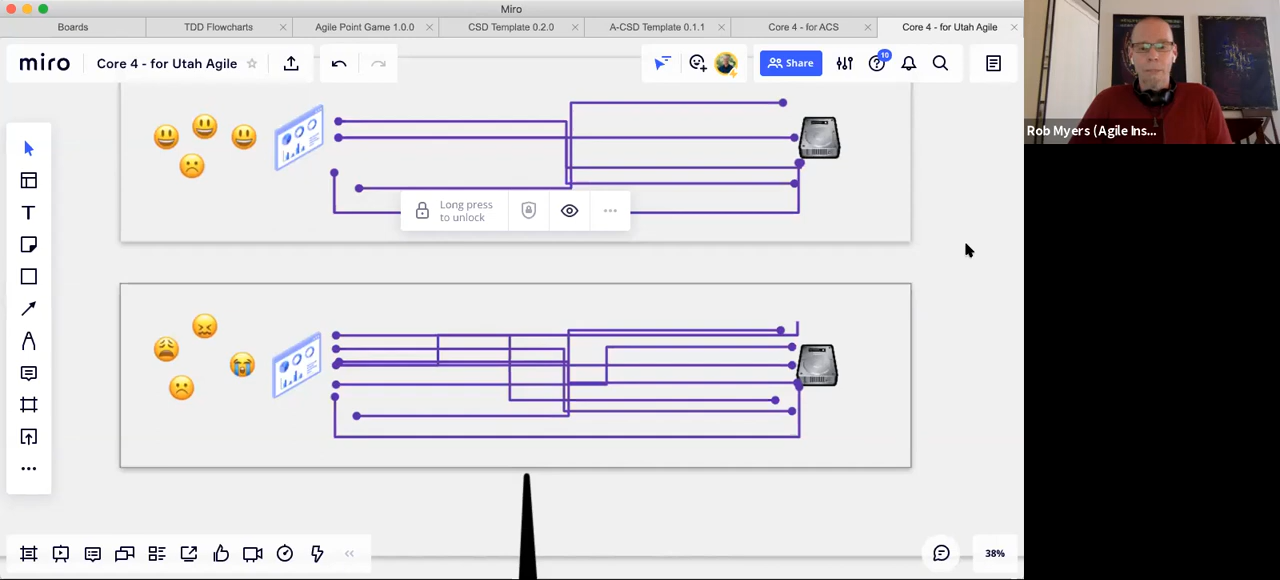 Miro
Boards
TDD Flowcharts
Agile Point Game 1.0.0
CSD Template 0.2.0
A-CSD Template 0.1.1
Core 4 - for ACS
Core 4 - for Utah Agile
miro
Core 4 - for Utah Agile
Share
10
Rob Myers (Agile Ins...
Long press
to unlock
38%